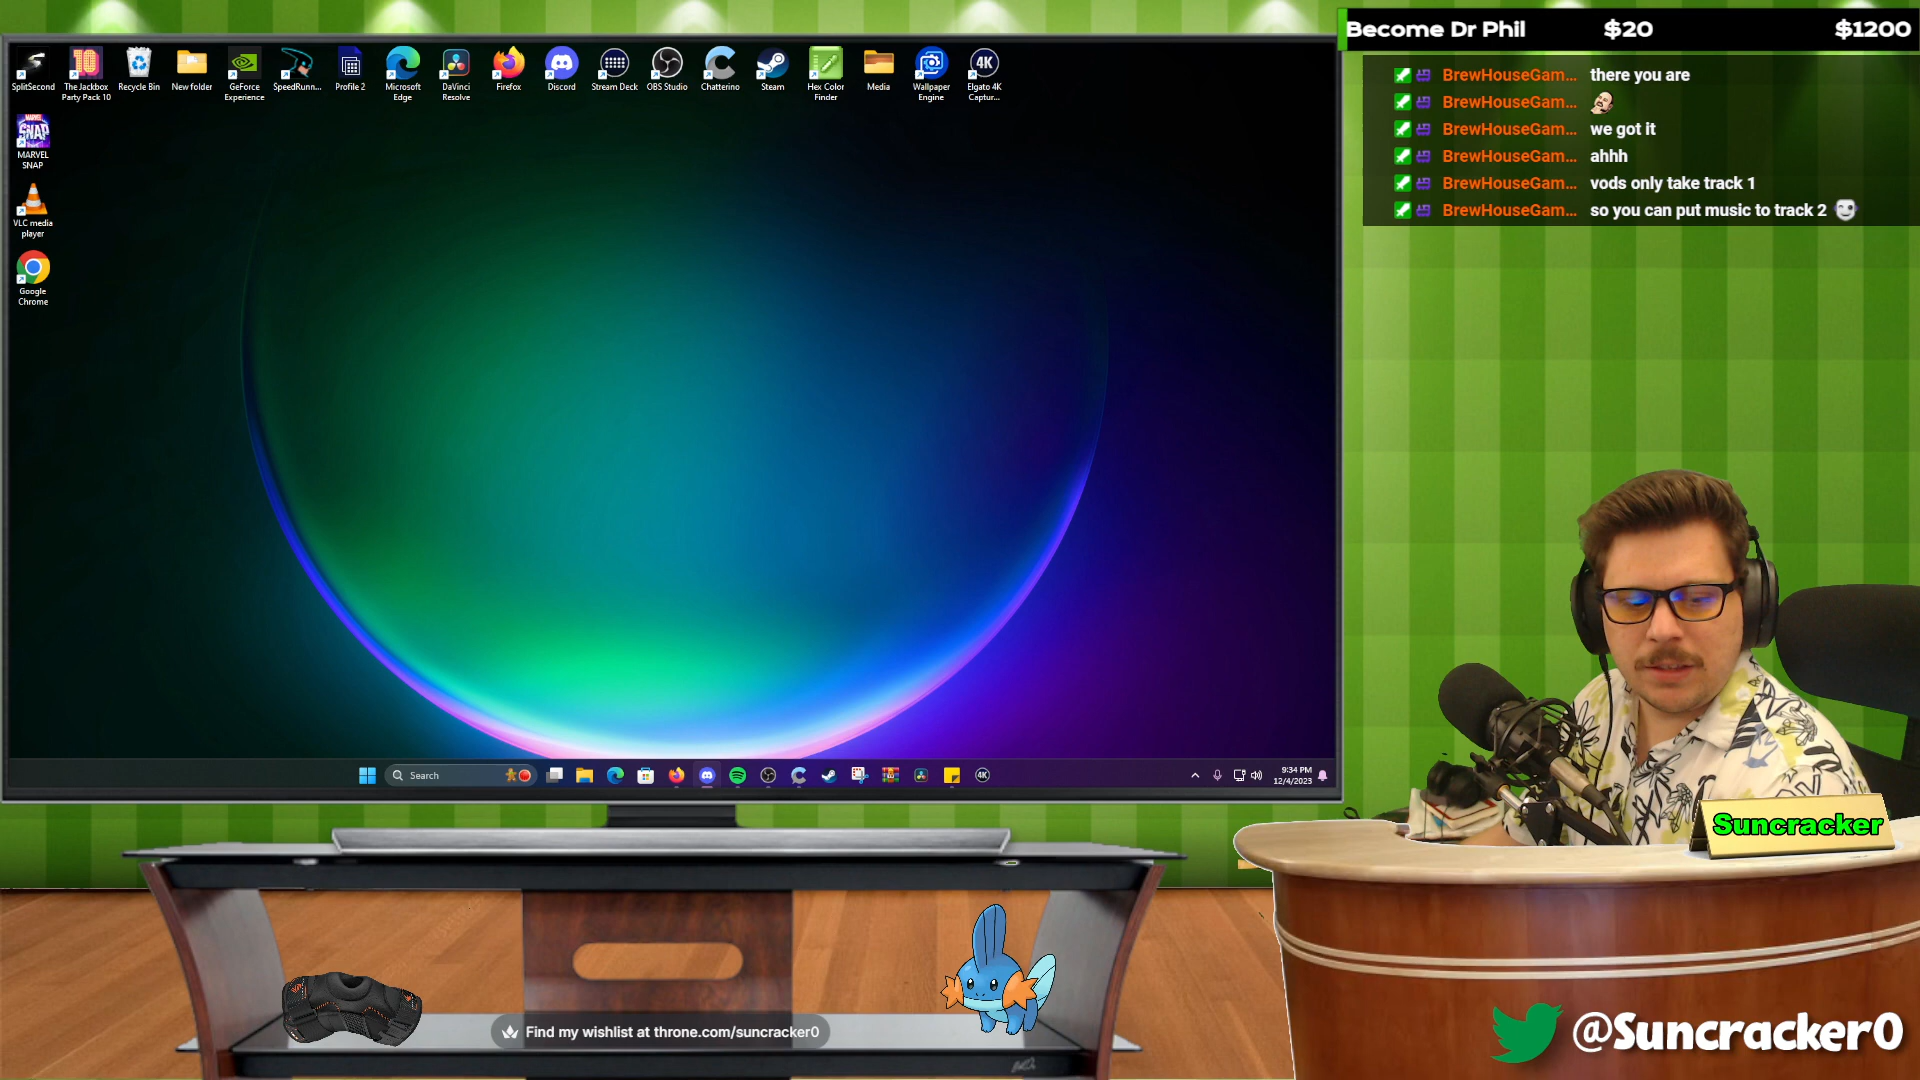 Become Dr Phil $20 $1200
BrewHouseGam... there you are
BrewHouseGam...
BrewHouseGam... we got it
BrewHouseGam... ahhh
BrewHouseGam... vods only take track 1
BrewHouseGam... so you can put music to track 2
SplitSecond
The Jackbox Party Pack 10
Recycle Bin
New folder
GeForce Experience
SpeedRunn...
Profile 2
Microsoft Edge
DaVinci Resolve
Firefox
Discord
Stream Deck
OBS Studio
Chatterino
Steam
Hex Color Finder
Media
Wallpaper Engine
Elgato 4K Captur...
MARVEL SNAP
VLC media player
Google Chrome
Search
9:34 PM
12/4/2023
Suncracker
Find my wishlist at throne.com/suncracker0
@Suncracker0